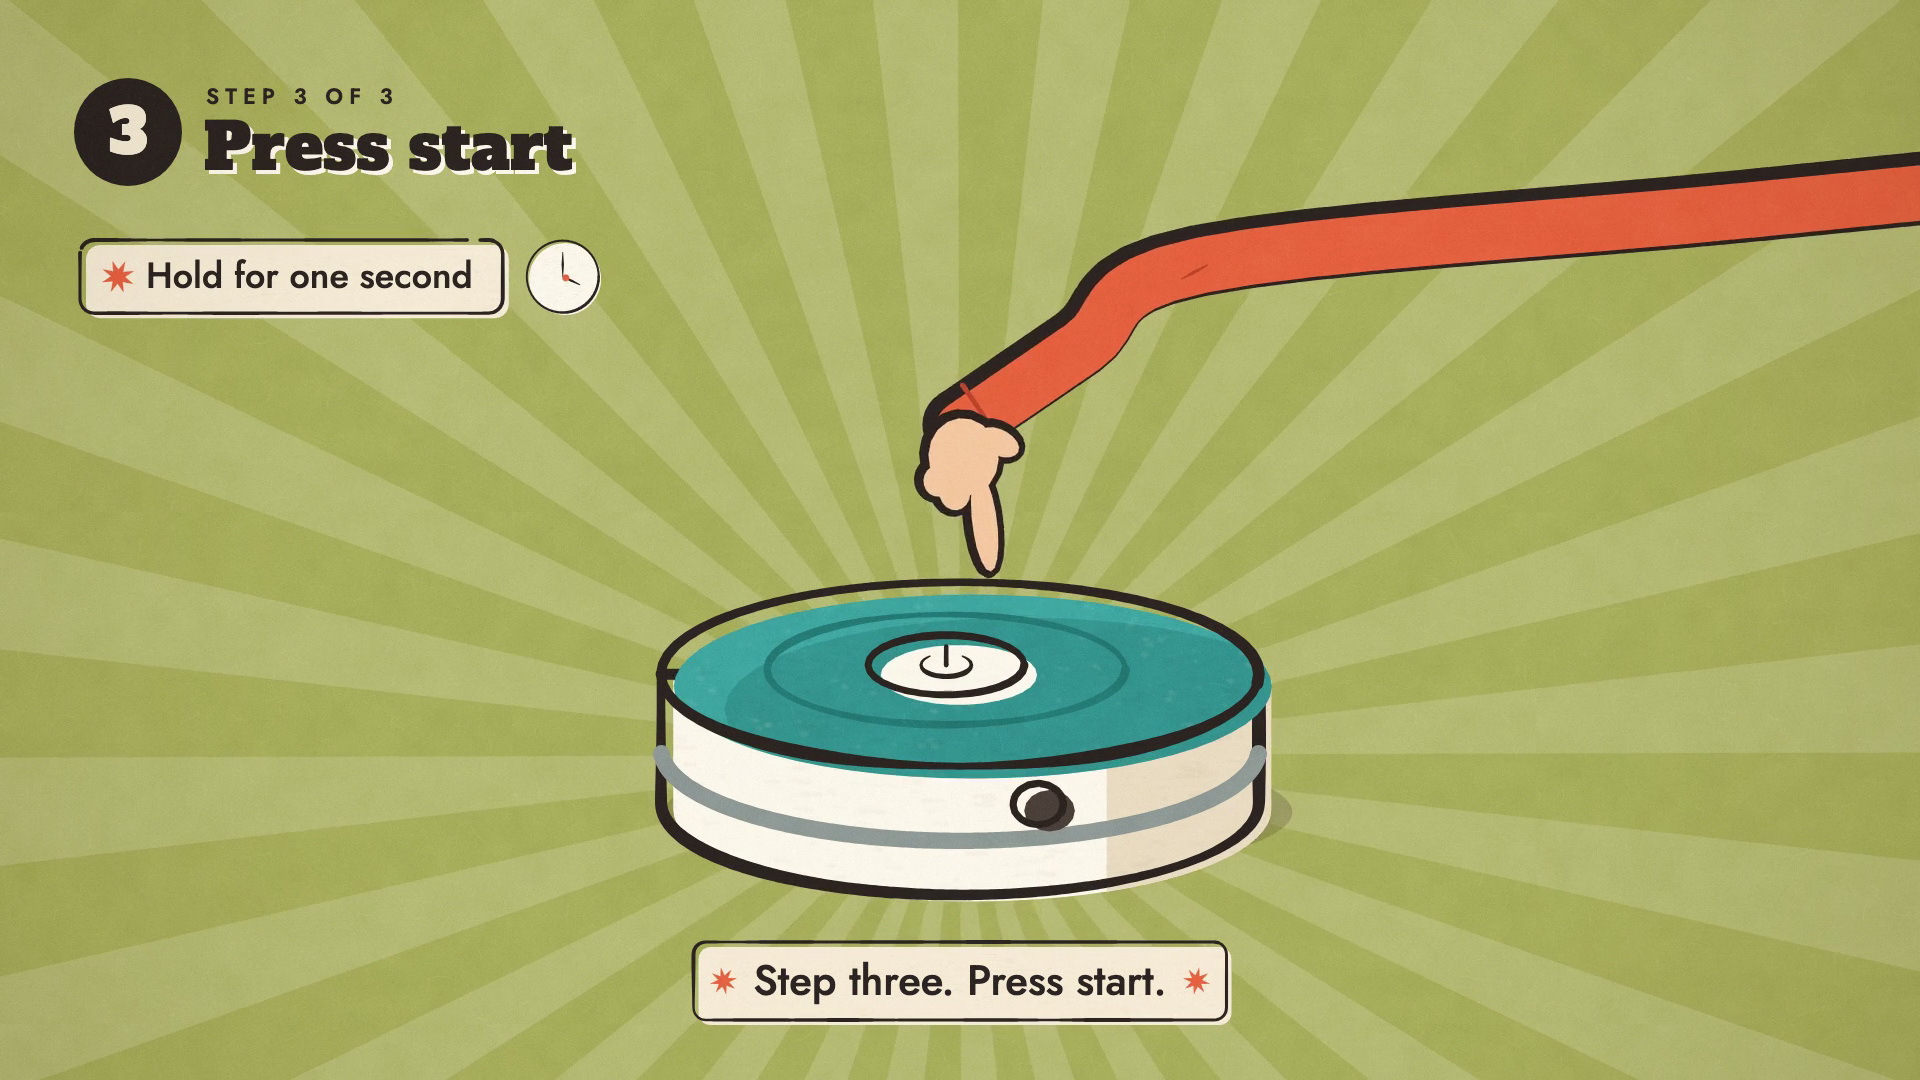 3
STEP 3 OF 3
Press start
Hold for one second
Step three. Press start.